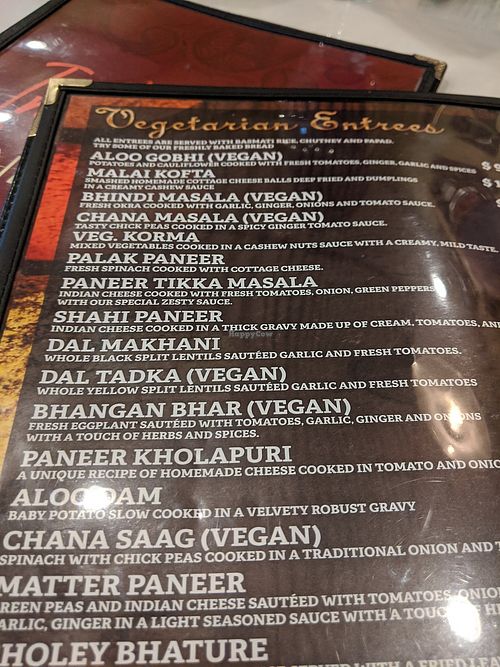 Vegetarian Entrees
ALL ENTREES ARE SERVED WITH BASMATI RICE, CHUTNEY AND PAPAD.
TRY SOME OF OUR FRESHLY BAKED BREAD
ALOO GOBHI (VEGAN)
POTATOES AND CAULIFLOWER COOKED WITH FRESH TOMATOES, GINGER, GARLIC AND SPICES
MALAI KOFTA
SMASHED HOMEMADE COTTAGE CHEESE BALLS DEEP FRIED AND DUMPLINGS
IN A CREAMY CASHEW SAUCE
BHINDI MASALA (VEGAN)
FRESH OKRA COOKED WITH GARLIC, GINGER, ONIONS AND TOMATO SAUCE.
CHANA MASALA (VEGAN)
TASTY CHICK PEAS COOKED IN A SPICY GINGER TOMATO SAUCE.
VEG. KORMA
MIXED VEGETABLES COOKED IN A CASHEW NUTS SAUCE WITH A CREAMY, MILD TASTE.
PALAK PANEER
FRESH SPINACH COOKED WITH COTTAGE CHEESE.
PANEER TIKKA MASALA
INDIAN CHEESE COOKED WITH FRESH TOMATOES, ONION, GREEN PEPPERS
WITH OUR SPECIAL ZESTY SAUCE.
SHAHI PANEER
INDIAN CHEESE COOKED IN A THICK GRAVY MADE UP OF CREAM, TOMATOES, AND
HappyCow
DAL MAKHANI
WHOLE BLACK SPLIT LENTILS SAUTÉED GARLIC AND FRESH TOMATOES.
DAL TADKA (VEGAN)
WHOLE YELLOW SPLIT LENTILS SAUTÉED GARLIC AND FRESH TOMATOES
BHANGAN BHAR (VEGAN)
FRESH EGGPLANT SAUTÉED WITH TOMATOES, GARLIC, GINGER AND ONIONS
WITH A TOUCH OF HERBS AND SPICES.
PANEER KHOLAPURI
A UNIQUE RECIPE OF HOMEMADE CHEESE COOKED IN TOMATO AND ONIO
ALOO DAM
BABY POTATO SLOW COOKED IN A VELVETY ROBUST GRAVY
CHANA SAAG (VEGAN)
SPINACH WITH CHICK PEAS COOKED IN A TRADITIONAL ONION AND T
MATTER PANEER
GREEN PEAS AND INDIAN CHEESE SAUTÉED WITH TOMATOES, ONIO
ARLIC, GINGER IN A LIGHT SEASONED SAUCE WITH A TOUCH OF
HOLEY BHATURE